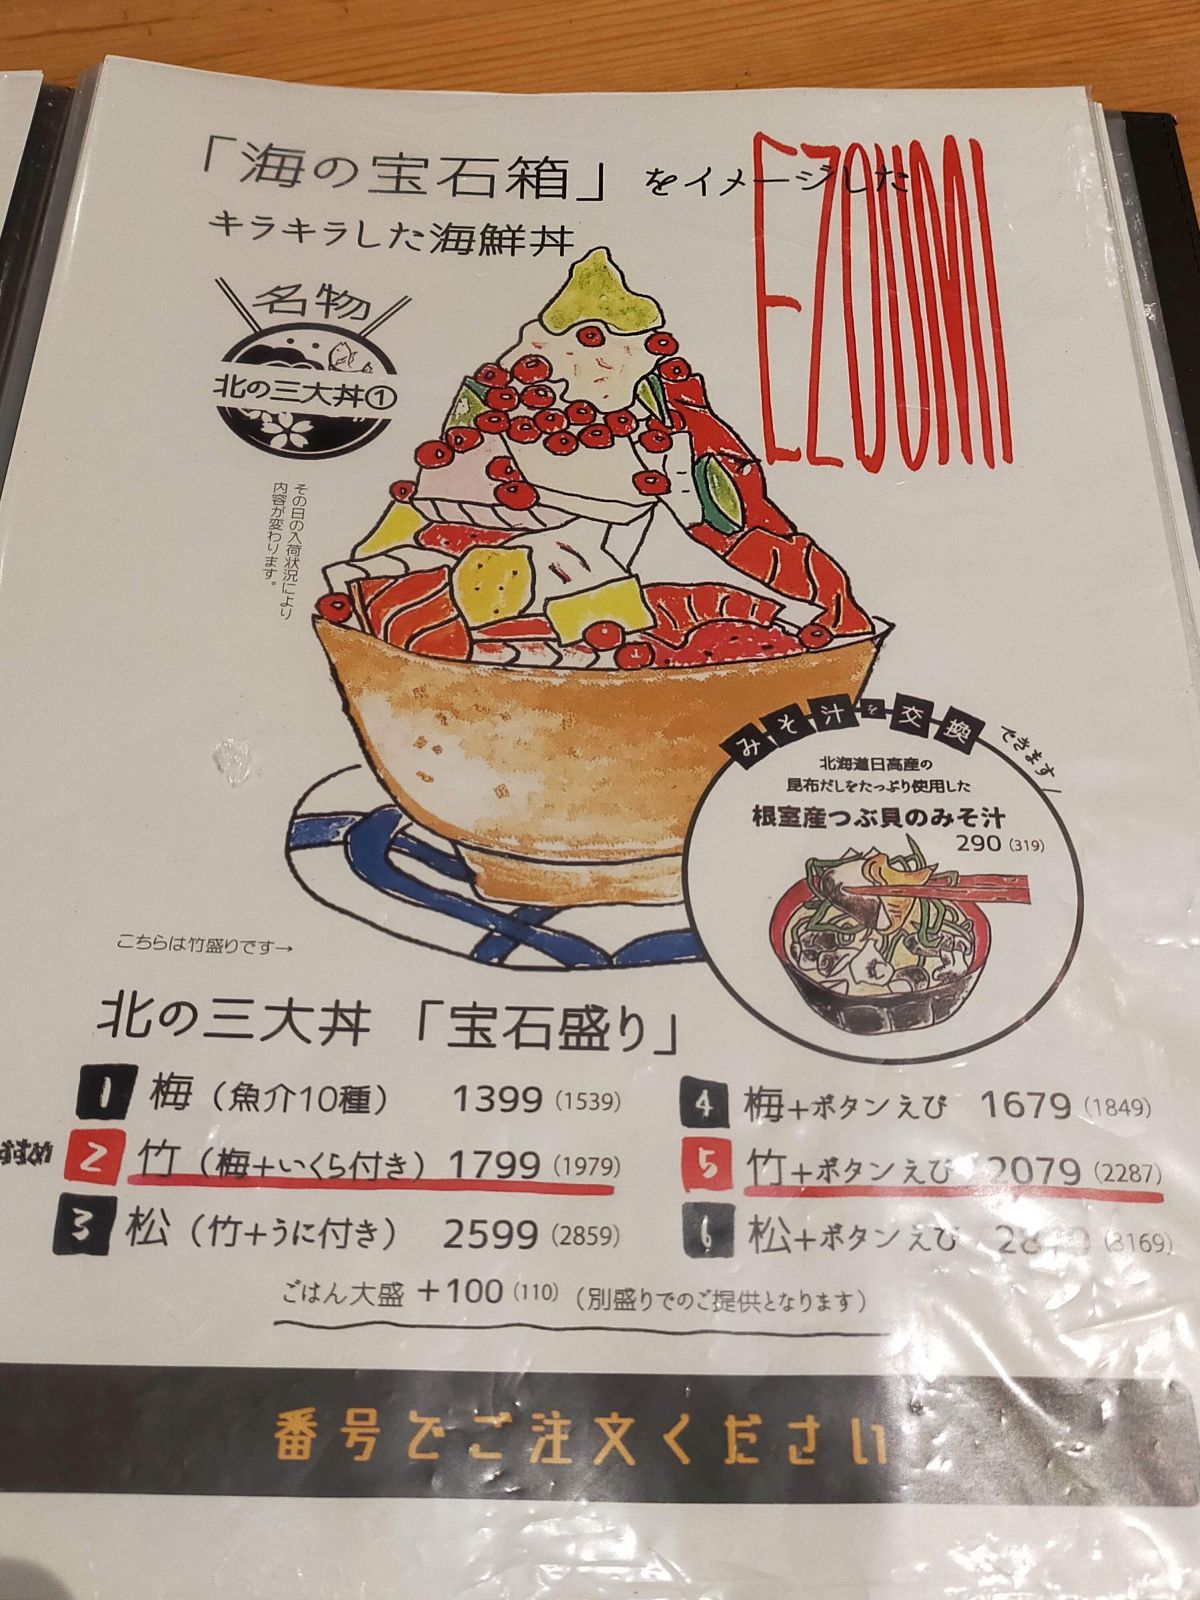 「海の宝石箱」をイメージした
キラキラした海鮮丼
EZOUMI
名物
北の三大丼①
その日の入荷状況により
内容が変わります。
みそ汁を交換できます
北海道日高産の
昆布だしをたっぷり使用した
根室産つぶ貝のみそ汁
290(319)
こちらは竹盛りです→
北の三大丼「宝石盛り」
1 梅(魚介10種) 1399(1539)
すすめ 2 竹(梅+いくら付き) 1799(1979)
3 松(竹+うに付き) 2599(2859)
4 梅+ボタンえび 1679(1849)
5 竹+ボタンえび 2079(2287)
6 松+ボタンえび (3169)
ごはん大盛 +100(110)(別盛りでのご提供となります)
番号でご注文ください